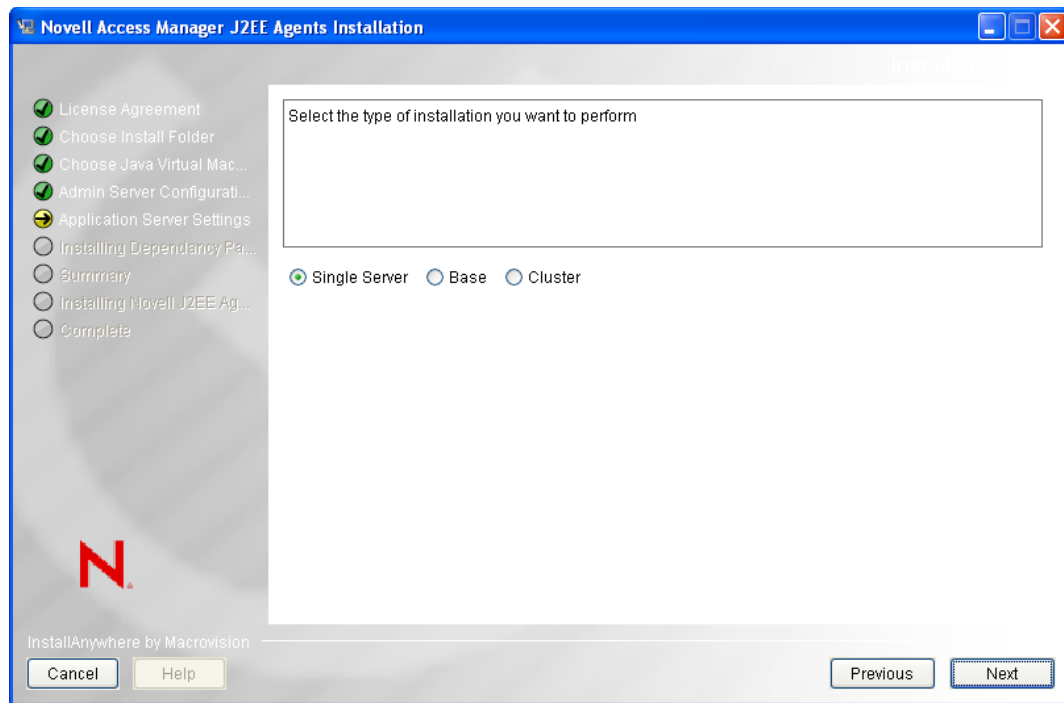 Novell Access Manager J2EE Agents Installation
License Agreement
Choose Install Folder
Choose Java Virtual Mac...
Admin Server Configurati...
Application Server Settings
Installing Dependancy Pa...
Summary
Installing Novell J2EE Ag...
Complete
Select the type of installation you want to perform
Single Server
Base
Cluster
N
InstallAnywhere by Macrovision
Cancel
Help
Previous
Next